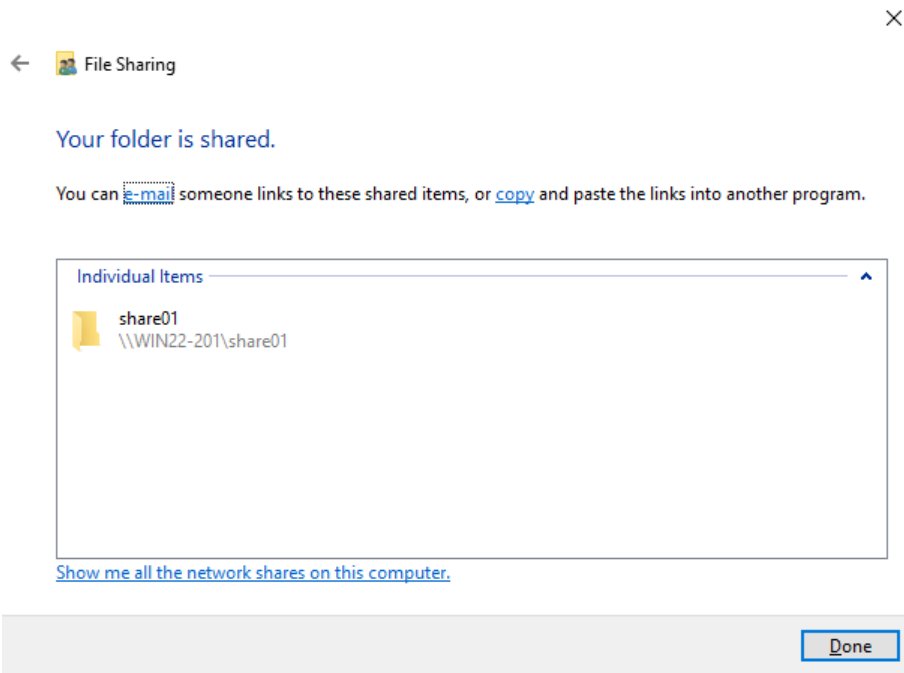 File Sharing
Your folder is shared.
You can e-mail someone links to these shared items, or copy and paste the links into another program.
Individual Items
share01
\\WIN22-201\share01
Show me all the network shares on this computer.
Done